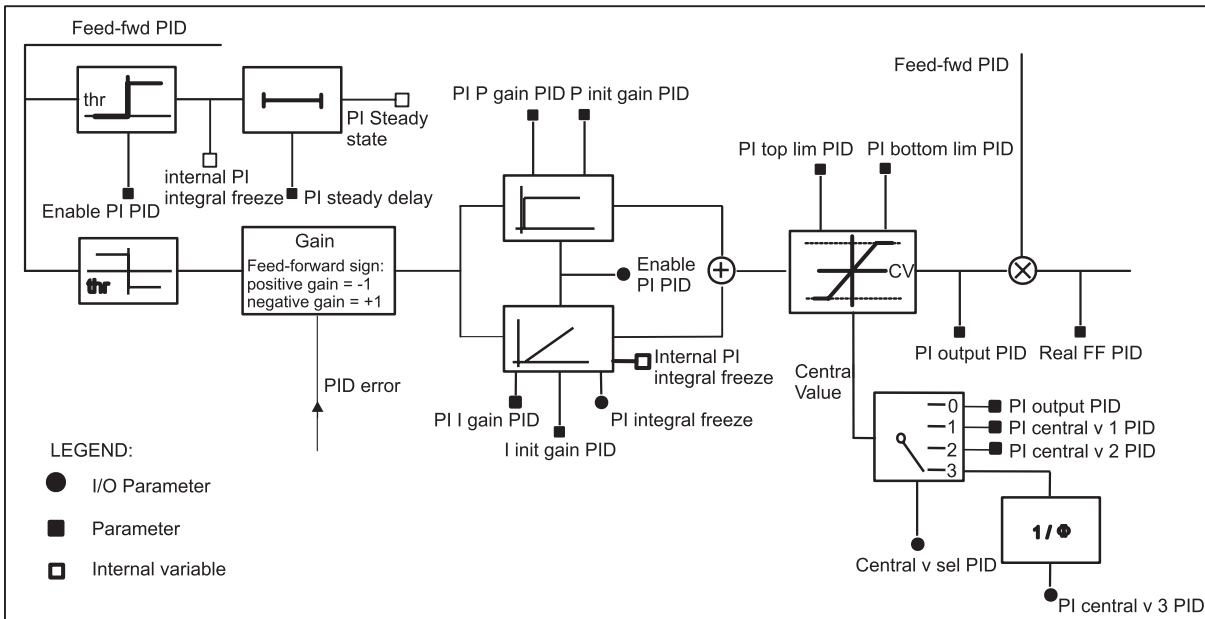 Feed-fwd PID
thr
PI Steady
state
internal PI
integral freeze
PI steady delay
Enable PI PID
thr
Gain
Feed-forward sign:
positive gain = -1
negative gain = +1
PID error
PI P gain PID
P init gain PID
Enable
PI PID
Internal PI
integral freeze
PI I gain PID
PI integral freeze
I init gain PID
PI top lim PID
PI bottom lim PID
CV
Feed-fwd PID
PI output PID
Real FF PID
Central
Value
0
PI output PID
1
PI central v 1 PID
2
PI central v 2 PID
3
1/Φ
Central v sel PID
PI central v 3 PID
LEGEND:
I/O Parameter
Parameter
Internal variable